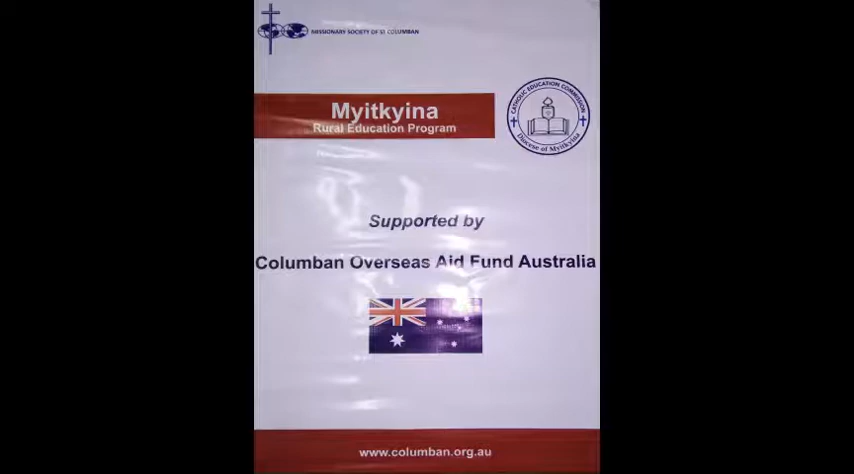 MISSIONARY SOCIETY OF ST COLUMBAN
Myitkyina
Rural Education Program
CATHOLIC EDUCATION COMMISSION
Diocese of Myitkyina
Supported by
Columban Overseas Aid Fund Australia
www.columban.org.au